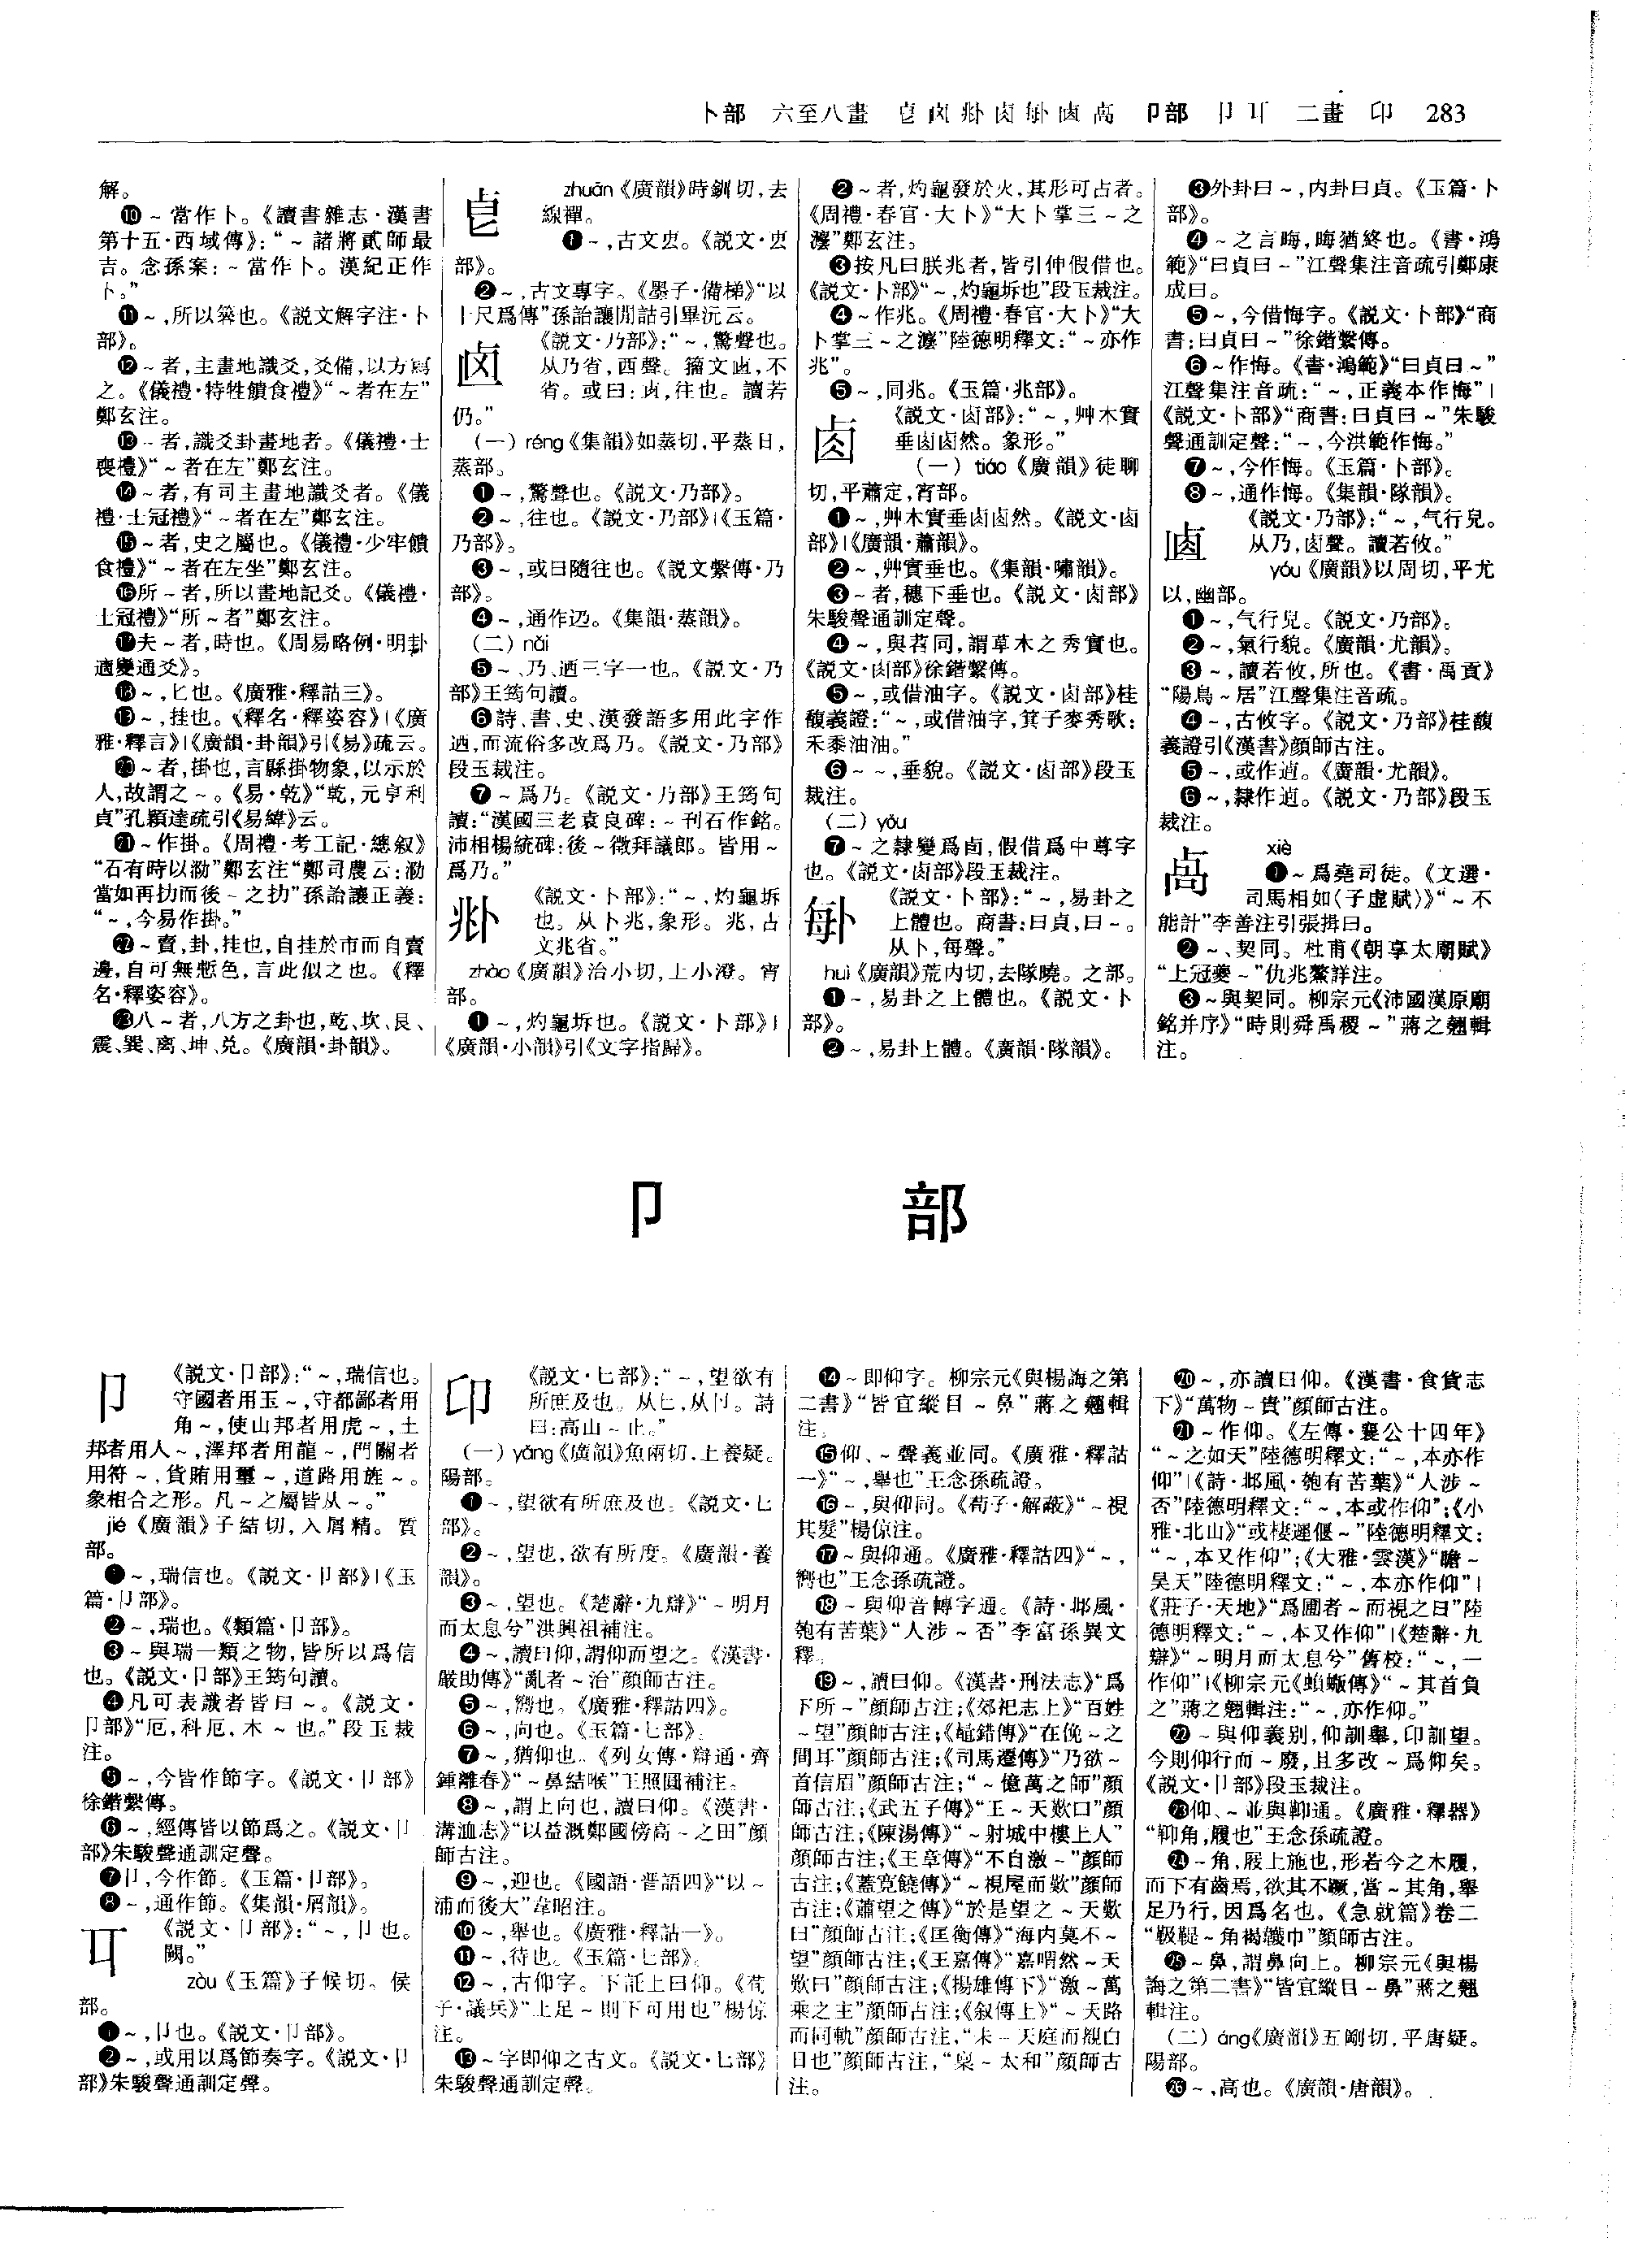 卜部　六至八畫　㔾卤𠧞卥𠧩卨　卩部　卩　二畫　卬　283
解。
❿～當作卜。《讀書雜志·漢書
第十五·西域傳》：“～諸將貳師最
吉。念孫案：～當作卜。漢紀正作
卜。”
⓫～，所以筮也。《説文解字注·卜
部》。
⓬～者，主畫地識爻，爻備，以方寫
之。《儀禮·特牲饋食禮》“～者在左”
鄭玄注。
⓭～者，識爻卦畫地者。《儀禮·士
喪禮》“～者在左”鄭玄注。
⓮～者，有司主畫地識爻者。《儀
禮·士冠禮》“～者在左”鄭玄注。
⓯～者，史之屬也。《儀禮·少牢饋
食禮》“～者在左坐”鄭玄注。
⓰所～者，所以畫地記爻。《儀禮·
士冠禮》“所～者”鄭玄注。
⓱夫～者，時也。《周易略例·明卦
適變通爻》。
⓲～，匕也。《廣雅·釋詁三》。
⓳～，挂也。《釋名·釋姿容》|《廣
雅·釋言》|《廣韻·卦韻》引《易》疏云。
⓴～者，掛也，言縣掛物象，以示於
人，故謂之～。《易·乾》“乾，元亨利
貞”孔穎達疏引《易緯》云。
㉑～作掛。《周禮·考工記·總叙》
“石有時以泐”鄭玄注“鄭司農云：泐
當如再扐而後～之扐”孫詒讓正義：
“～，今易作掛。”
㉒～賣，卦，挂也，自挂於市而自賣
邊，自可無慙色，言此似之也。《釋
名·釋姿容》。
㉓八～者，八方之卦也，乾、坎、艮、
震、巽、离、坤、兑。《廣韻·卦韻》。
zhuān《廣韻》時釧切，去
線禪。
❶～，古文叀。《説文·叀
部》。
❷～，古文專字。《墨子·備梯》“以
十尺爲傳”孫詒讓閒詁引畢沅云。
《説文·乃部》：“～，驚聲也。
从乃省，西聲。籀文𠧟，不
省。或曰：𠧟，往也。讀若
仍。”
（一）réng《集韻》如蒸切，平蒸日，
蒸部。
❶～，驚聲也。《説文·乃部》。
❷～，往也。《説文·乃部》|《玉篇·
乃部》。
❸～，或曰隨往也。《説文繫傳·乃
部》。
❹～，通作辸。《集韻·蒸韻》。
（二）nǎi
❺～、乃、迺三字一也。《説文·乃
部》王筠句讀。
❻詩、書、史、漢發語多用此字作
迺，而流俗多改爲乃。《説文·乃部》
段玉裁注。
❼～爲乃。《説文·乃部》王筠句
讀：“漢國三老袁良碑：～刊石作銘。
沛相楊統碑：後～徵拜議郎。皆用～
爲乃。”
𠧞
《説文·卜部》：“～，灼龜坼
也。从卜兆，象形。兆，古
文兆省。”
zhào《廣韻》治小切，上小澄。宵
部。
❶～，灼龜坼也。《説文·卜部》|
《廣韻·小韻》引《文字指歸》。
❷～者，灼龜發於火，其形可占者。
《周禮·春官·大卜》“大卜掌三～之
灋”鄭玄注。
❸按凡曰朕兆者，皆引伸假借也。
《説文·卜部》“～，灼龜坼也”段玉裁注。
❹～作兆。《周禮·春官·大卜》“大
卜掌三～之灋”陸德明釋文：“～亦作
兆”。
❺～，同兆。《玉篇·兆部》。
卥
《説文·卥部》：“～，艸木實
垂卥卥然。象形。”
（一）tiáo《廣韻》徒聊
切，平蕭定，宵部。
❶～，艸木實垂卥卥然。《説文·卥
部》|《廣韻·蕭韻》。
❷～，艸實垂也。《集韻·嘯韻》。
❸～者，穗下垂也。《説文·卥部》
朱駿聲通訓定聲。
❹～，與苕同，謂草木之秀實也。
《説文·卥部》徐鍇繫傳。
❺～，或借油字。《説文·卥部》桂
馥義證：“～，或借油字，箕子麥秀歌：
禾黍油油。”
❻～～，垂貌。《説文·卥部》段玉
裁注。
（二）yǒu
❼～之隸變爲卣，假借爲中尊字
也。《説文·卥部》段玉裁注。
𠧩
《説文·卜部》：“～，易卦之
上體也。商書：曰貞，曰～。
从卜，每聲。”
huì《廣韻》荒内切，去隊曉。之部。
❶～，易卦之上體也。《説文·卜
部》。
❷～，易卦上體。《廣韻·隊韻》。
❸外卦曰～，内卦曰貞。《玉篇·卜
部》。
❹～之言晦，晦猶終也。《書·鴻
範》“曰貞曰～”江聲集注音疏引鄭康
成曰。
❺～，今借悔字。《説文·卜部》“商
書：曰貞曰～”徐鍇繫傳。
❻～作悔。《書·鴻範》“曰貞曰～”
江聲集注音疏：“～，正義本作悔”|
《説文·卜部》“商書：曰貞曰～”朱駿
聲通訓定聲：“～，今洪範作悔。”
❼～，今作悔。《玉篇·卜部》。
❽～，通作悔。《集韻·隊韻》。
《説文·乃部》：“～，气行皃。
从乃，卥聲。讀若攸。”
yóu《廣韻》以周切，平尤
以，幽部。
❶～，气行皃。《説文·乃部》。
❷～，氣行貌。《廣韻·尤韻》。
❸～，讀若攸，所也。《書·禹貢》
“陽鳥～居”江聲集注音疏。
❹～，古攸字。《説文·乃部》桂馥
義證引《漢書》顔師古注。
❺～，或作逌。《廣韻·尤韻》。
❻～，隸作逌。《説文·乃部》段玉
裁注。
卨
xiè
❶～爲堯司徒。《文選·
司馬相如〈子虛賦〉》“～不
能計”李善注引張揖曰。
❷～、契同。杜甫《朝享太廟賦》
“上冠夔～”仇兆鰲詳注。
❸～與契同。柳宗元《沛國漢原廟
銘并序》“時則舜禹稷～”蔣之翹輯
注。
卩　部
卩
《説文·卩部》：“～，瑞信也。
守國者用玉～，守都鄙者用
角～，使山邦者用虎～，土
邦者用人～，澤邦者用龍～，門關者
用符～，貨賄用璽～，道路用旌～。
象相合之形。凡～之屬皆从～。”
jié《廣韻》子結切，入屑精。質
部。
❶～，瑞信也。《説文·卩部》|《玉
篇·卩部》。
❷～，瑞也。《類篇·卩部》。
❸～與瑞一類之物，皆所以爲信
也。《説文·卩部》王筠句讀。
❹凡可表識者皆曰～。《説文·
卩部》“厄，科厄，木～也。”段玉裁
注。
❺～，今皆作節字。《説文·卩部》
徐鍇繫傳。
❻～，經傳皆以節爲之。《説文·卩
部》朱駿聲通訓定聲。
❼卩，今作節。《玉篇·卩部》。
❽～，通作節。《集韻·屑韻》。
《説文·卩部》：“～，卩也。
闕。”
zòu《玉篇》子候切。侯
部。
❶～，卩也。《説文·卩部》。
❷～，或用以爲節奏字。《説文·卩
部》朱駿聲通訓定聲。
卬
《説文·匕部》：“～，望欲有
所庶及也。从匕，从卩。詩
曰：高山～止。”
（一）yǎng《廣韻》魚兩切，上養疑。
陽部。
❶～，望欲有所庶及也。《説文·匕
部》。
❷～，望也，欲有所度。《廣韻·養
韻》。
❸～，望也。《楚辭·九辯》“～明月
而太息兮”洪興祖補注。
❹～，讀曰仰，謂仰而望之。《漢書·
嚴助傳》“亂者～治”顔師古注。
❺～，嚮也。《廣雅·釋詁四》。
❻～，向也。《玉篇·匕部》。
❼～，猶仰也。《列女傳·辯通·齊
鍾離春》“～鼻結喉”王照圓補注。
❽～，謂上向也，讀曰仰。《漢書·
溝洫志》“以益溉鄭國傍高～之田”顔
師古注。
❾～，迎也。《國語·晋語四》“以～
浦而後大”韋昭注。
❿～，舉也。《廣雅·釋詁一》。
⓫～，待也。《玉篇·匕部》。
⓬～，古仰字。下託上曰仰。《荀
子·議兵》“上足～則下可用也”楊倞
注。
⓭～字即仰之古文。《説文·匕部》
朱駿聲通訓定聲。
⓮～即仰字。柳宗元《與楊誨之第
二書》“皆宜縱目～鼻”蔣之翹輯
注。
⓯仰、～聲義並同。《廣雅·釋詁
一》“～，舉也”王念孫疏證。
⓰～，與仰同。《荀子·解蔽》“～視
其髮”楊倞注。
⓱～與仰通。《廣雅·釋詁四》“～，
嚮也”王念孫疏證。
⓲～與仰音轉字通。《詩·邶風·
匏有苦葉》“人涉～否”李富孫異文
釋。
⓳～，讀曰仰。《漢書·刑法志》“爲
下所～”顔師古注；《郊祀志上》“百姓
～望”顔師古注；《鼂錯傳》“在俛～之
間耳”顔師古注；《司馬遷傳》“乃欲～
首信眉”顔師古注；“～億萬之師”顔
師古注；《武五子傳》“王～天歎曰”顔
師古注；《陳湯傳》“～射城中樓上人”
顔師古注；《王章傳》“不自激～”顔師
古注；《蓋寬饒傳》“～視屋而歎”顔師
古注；《蕭望之傳》“於是望之～天歎
曰”顔師古注；《匡衡傳》“海内莫不～
望”顔師古注；《王嘉傳》“嘉喟然～天
歎曰”顔師古注；《楊雄傳下》“激～萬
乘之主”顔師古注；《叙傳上》“～天路
而同軌”顔師古注，“未～天庭而覩白
日也”顔師古注，“稟～太和”顔師古
注。
⓴～，亦讀曰仰。《漢書·食貨志
下》“萬物～貴”顔師古注。
㉑～作仰。《左傳·襄公十四年》
“～之如天”陸德明釋文：“～，本亦作
仰”|《詩·邶風·匏有苦葉》“人涉～
否”陸德明釋文：“～，本或作仰”；《小
雅·北山》“或棲遲偃～”陸德明釋文：
“～，本又作仰”；《大雅·雲漢》“瞻～
昊天”陸德明釋文：“～，本亦作仰”|
《莊子·天地》“爲圃者～而視之曰”陸
德明釋文：“～，本又作仰”|《楚辭·九
辯》“～明月而太息兮”舊校：“～，一
作仰”|《柳宗元《蝜蝂傳》“～其首負
之”蔣之翹輯注：“～，亦作仰。”
㉒～與仰義别，仰訓舉，卬訓望。
今則仰行而～廢，且多改～爲仰矣。
《説文·卩部》段玉裁注。
㉓仰、～並與䩕通。《廣雅·釋器》
“䩕角，履也”王念孫疏證。
㉔～角，屐上施也，形若今之木履，
而下有齒焉，欲其不蹶，當～其角，舉
足乃行，因爲名也。《急就篇》卷二
“靸鞮～角褐韈巾”顔師古注。
㉕～鼻，謂鼻向上。柳宗元《與楊
誨之第二書》“皆宜縱目～鼻”蔣之翹
輯注。
（二）áng《廣韻》五剛切，平唐疑。
陽部。
㉖～，高也。《廣韻·唐韻》。